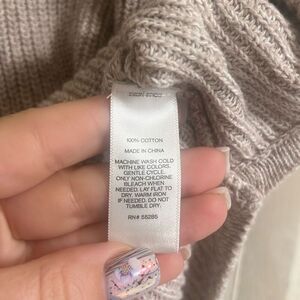 100% COTTON
MADE IN CHINA
MACHINE WASH COLD
WITH LIKE COLORS,
GENTLE CYCLE.
ONLY NON-CHLORINE
BLEACH WHEN
NEEDED. LAY FLAT TO
DRY. WARM IRON
IF NEEDED. DO NOT
TUMBLE DRY.
RN# 55285